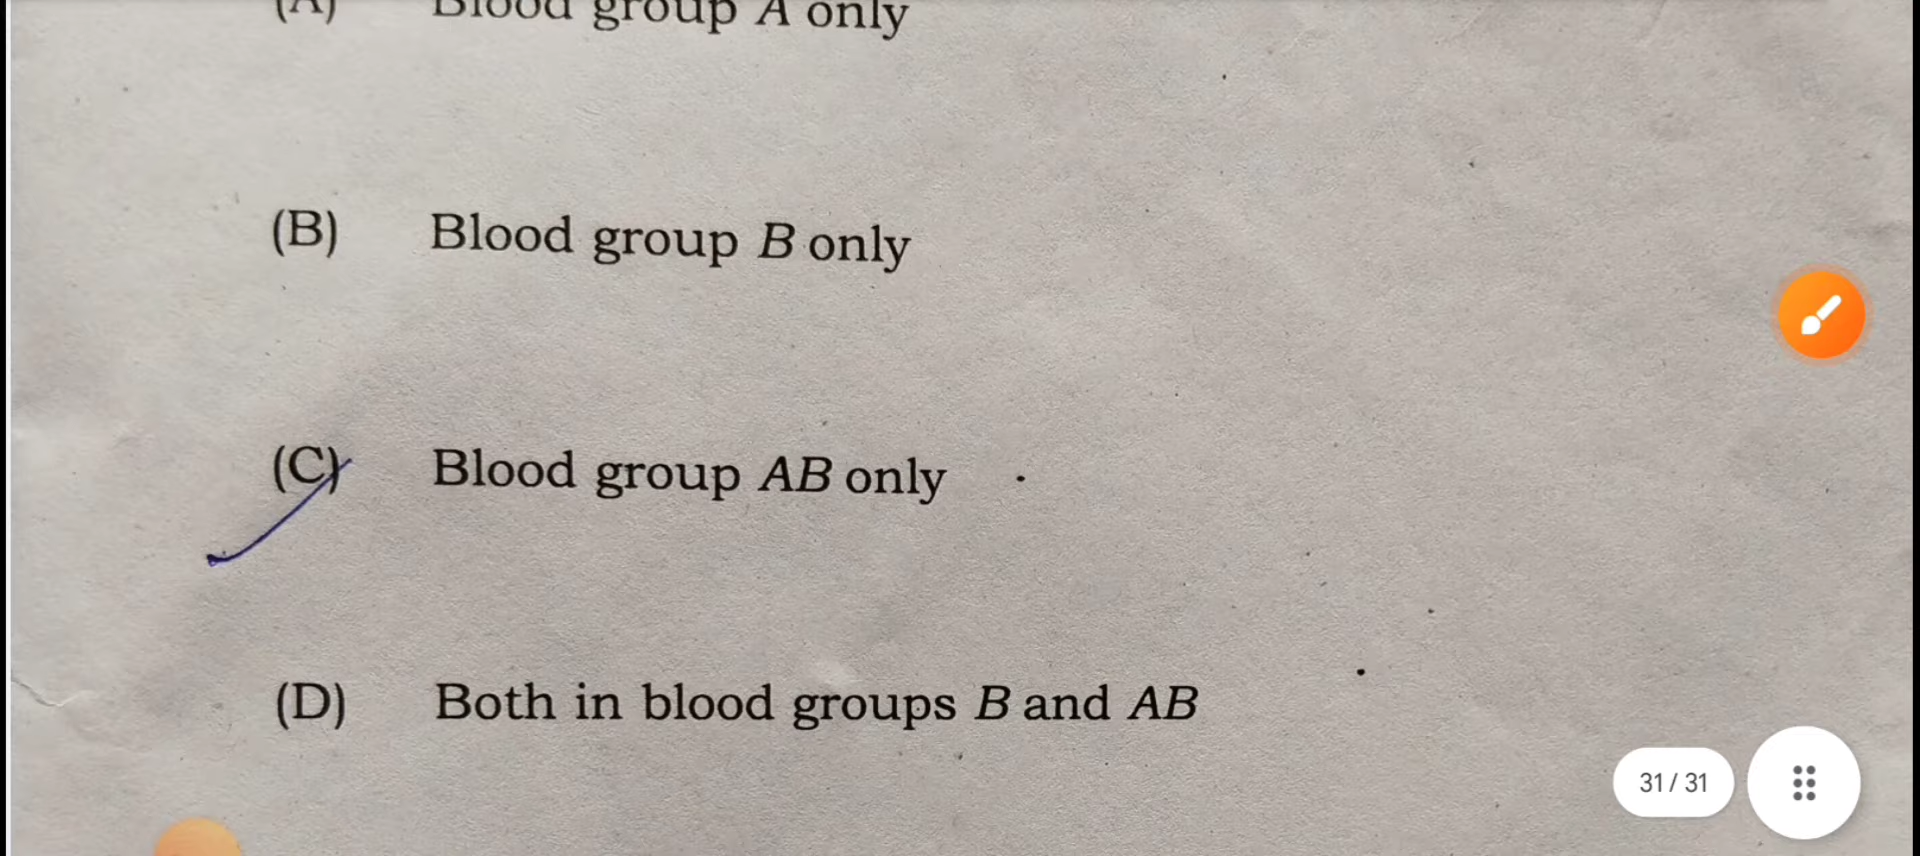 (A) Blood group A only
(B) Blood group B only
(C) Blood group AB only
(D) Both in blood groups B and AB
31 / 31